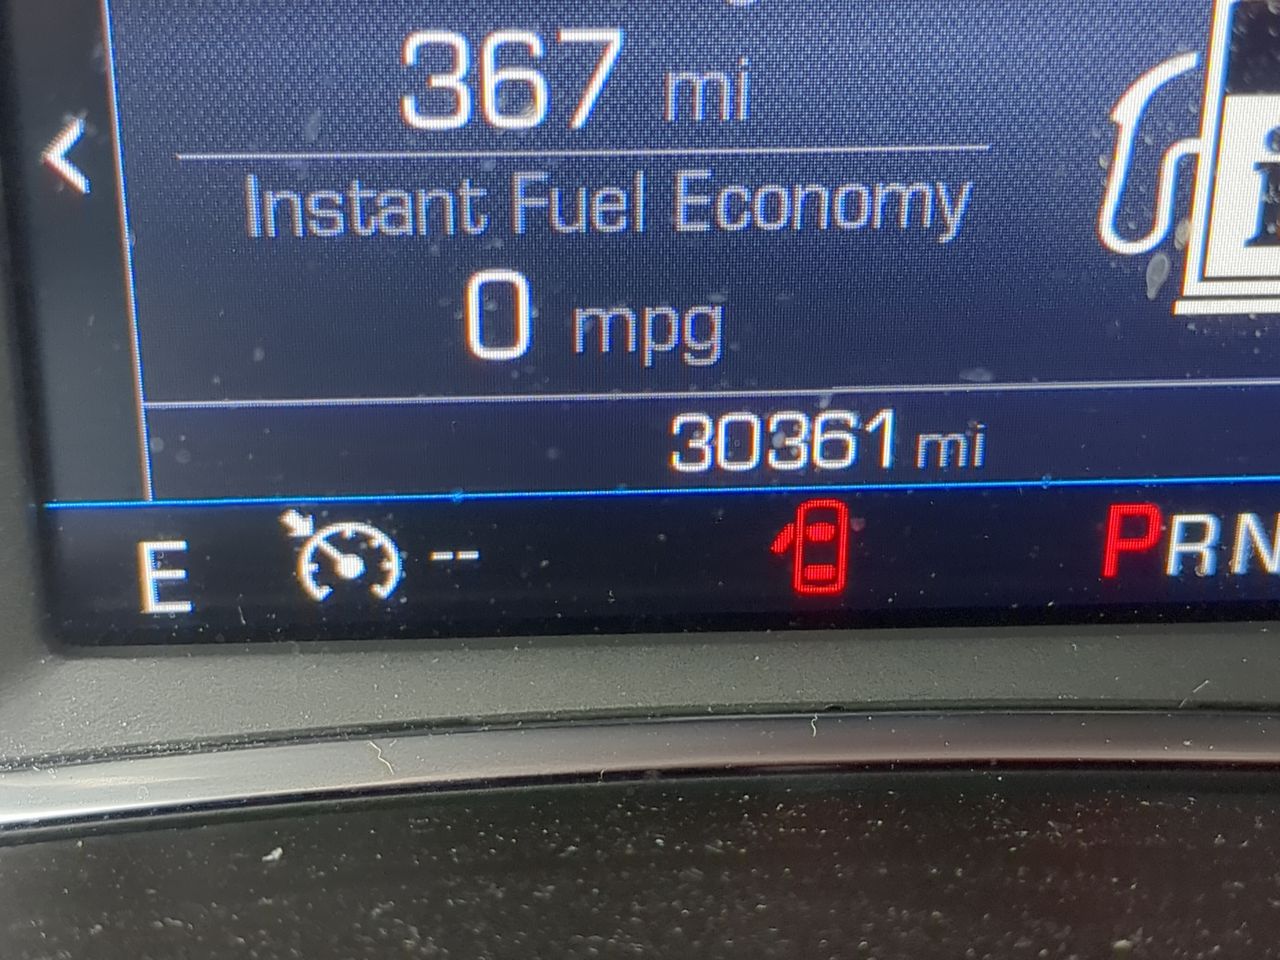 367 mi
Instant Fuel Economy
0 mpg
30361 mi
E -- PRN